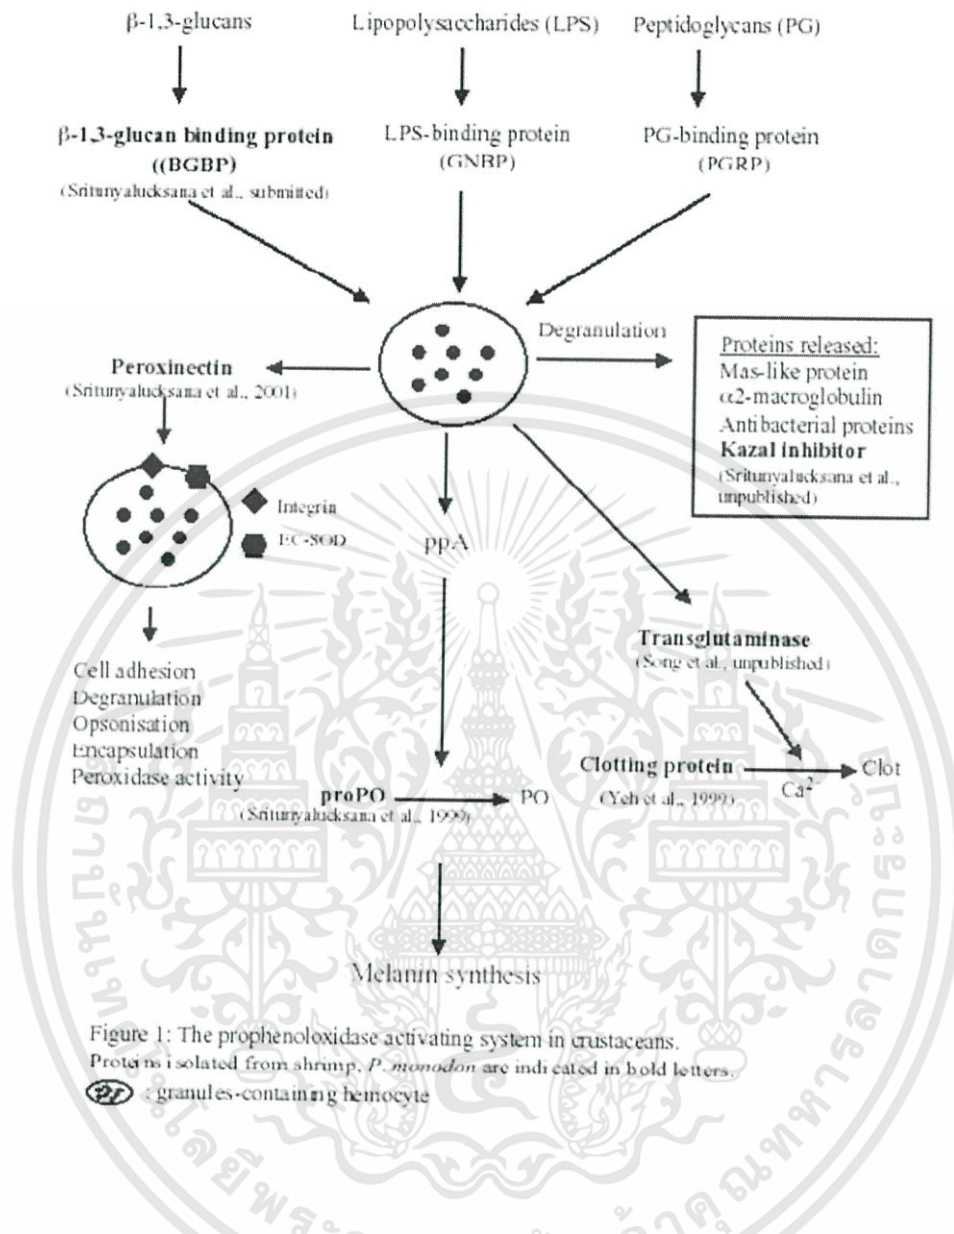 β-1,3-glucans
Lipopolysaccharides (LPS)
Peptidoglycans (PG)
β-1,3-glucan binding protein
((BGBP)
(Sritunyalucksana et al., submitted)
LPS-binding protein
(GNBP)
PG-binding protein
(PGRP)
Degranulation
Proteins released:
Mas-like protein
α2-macroglobulin
Antibacterial proteins
Kazal inhibitor
(Sritunyalucksana et al.,
unpublished)
Peroxinectin
(Sritunyalucksana et al., 2001)
Integrin
EC-SOD
ppA
Cell adhesion
Degranulation
Opsonisation
Encapsulation
Peroxidase activity
Transglutaminase
(Song et al., unpublished)
Clotting protein
(Yeh et al., 1999)
Ca2-
Clot
proPO
PO
(Sritunyalucksana et al., 1999)
Melanin synthesis
Figure 1: The prophenoloxidase activating system in crustaceans.
Proteins isolated from shrimp, P. monodon are indicated in bold letters.
: granules-containing hemocyte